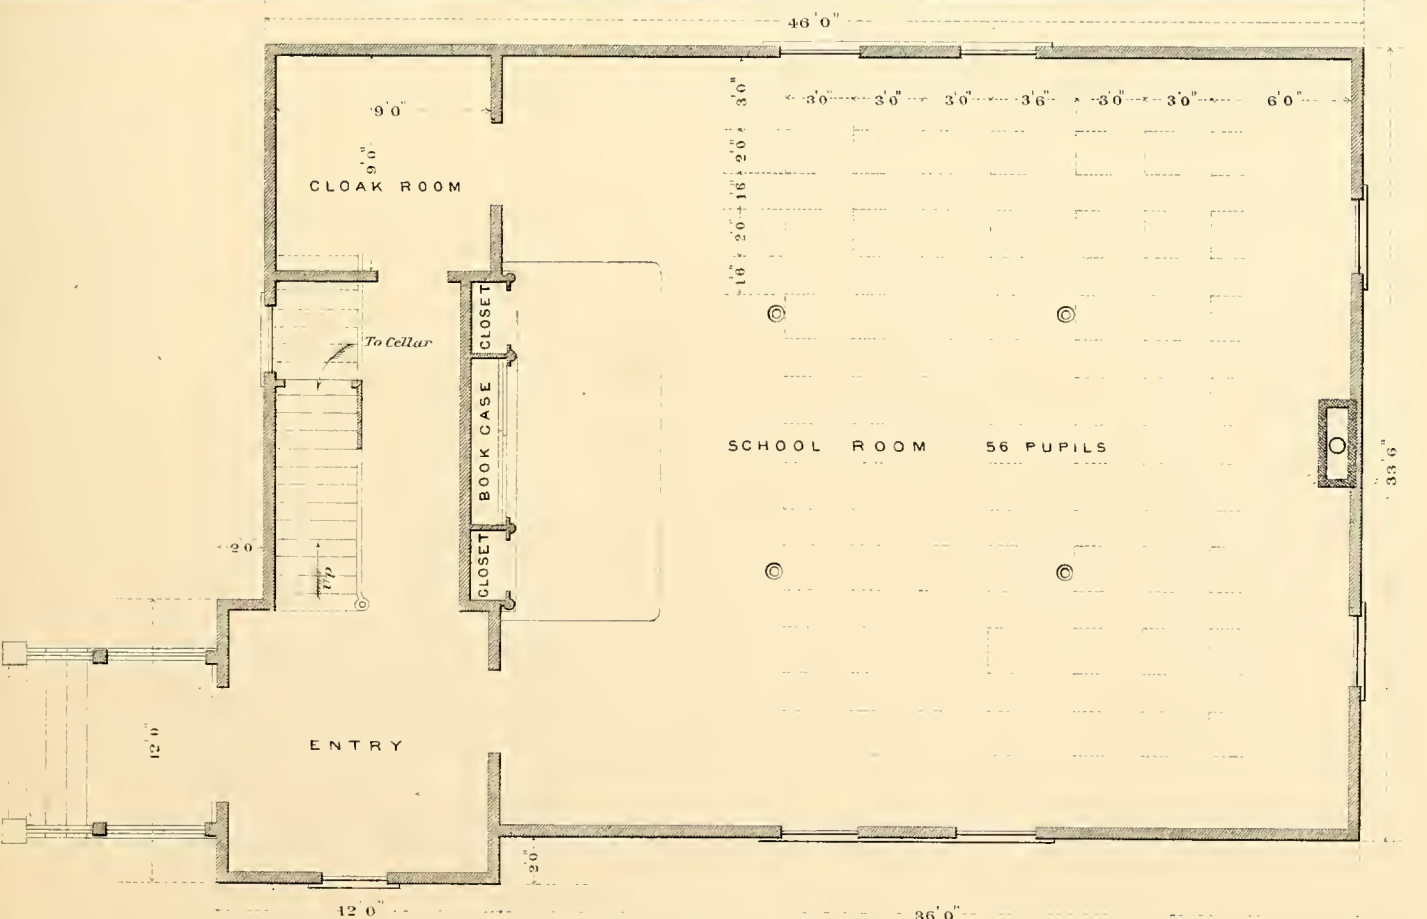 46'0"
3'0" 3'0" 3'0" 3'6" 3'0" 3'0" 6'0"
3'0"
9'0"
9'0"
2'0"
1'6"
2'0"
1'6"
CLOAK ROOM
CLOSET
To Cellar
BOOK CASE
SCHOOL ROOM 56 PUPILS
33'6"
CLOSET
2'0
Up
12'0"
ENTRY
2'0"
12'0"
36'0"